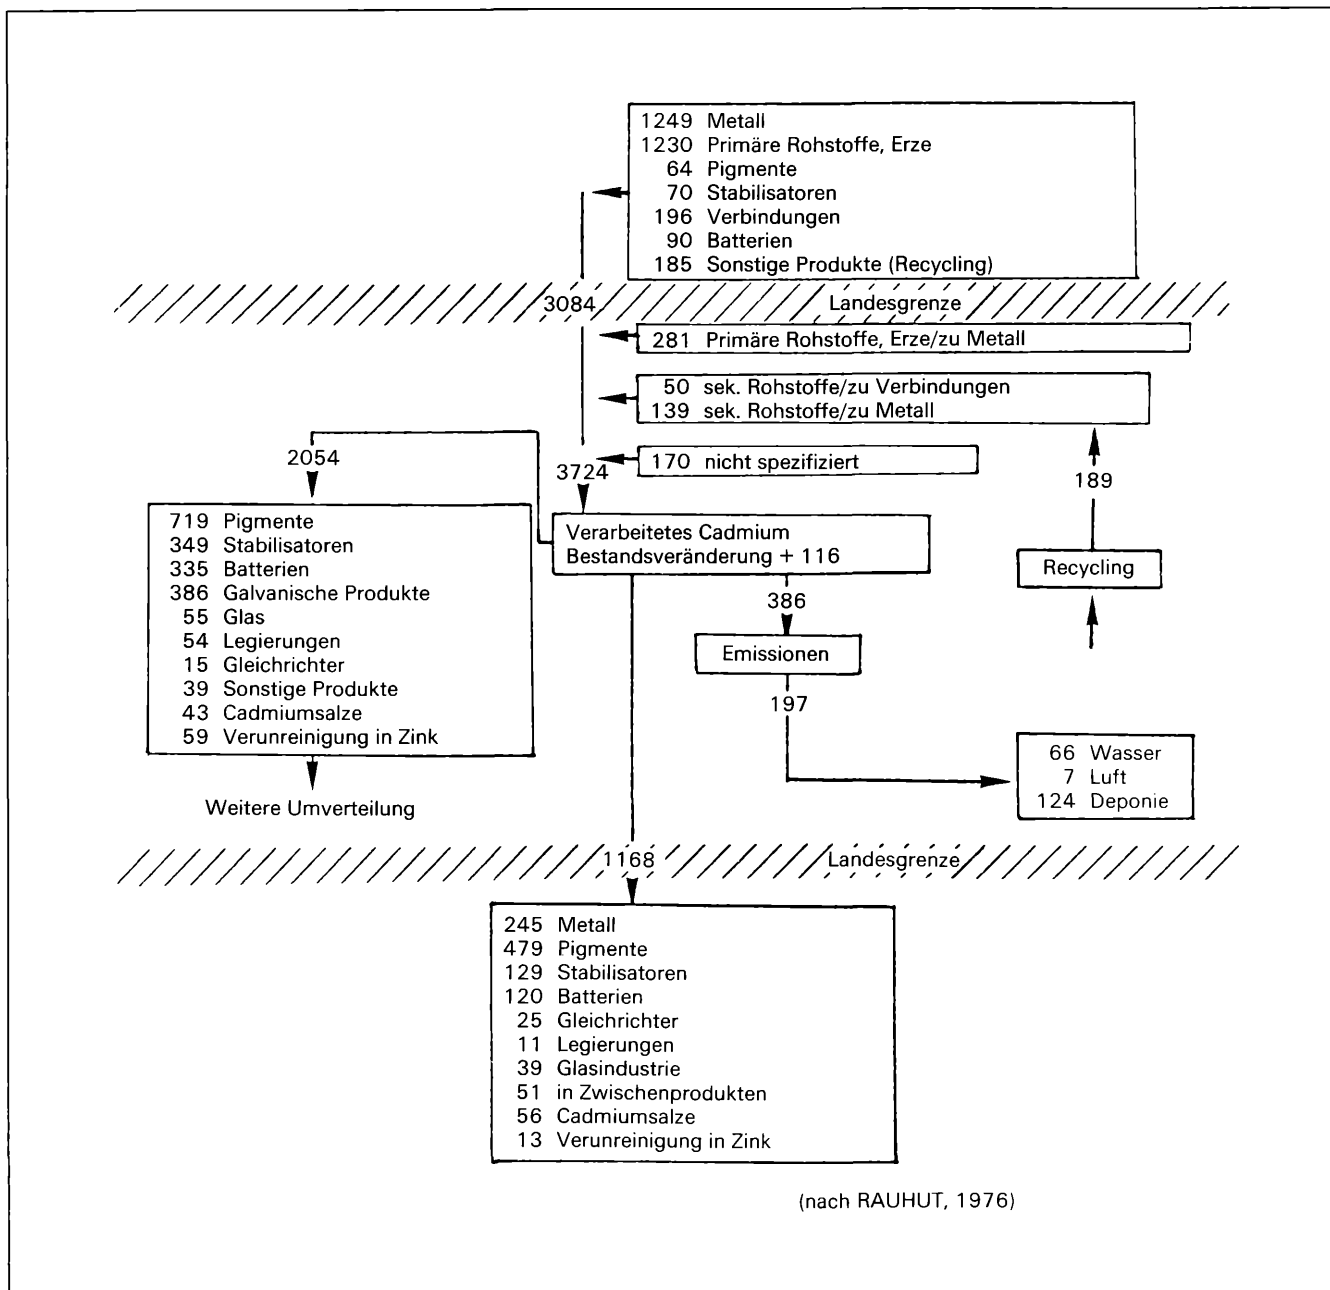 1249 Metall
1230 Primäre Rohstoffe, Erze
64 Pigmente
70 Stabilisatoren
196 Verbindungen
90 Batterien
185 Sonstige Produkte (Recycling)
3084 Landesgrenze
281 Primäre Rohstoffe, Erze/zu Metall
50 sek. Rohstoffe/zu Verbindungen
139 sek. Rohstoffe/zu Metall
170 nicht spezifiziert
2054
3724
189
719 Pigmente
349 Stabilisatoren
335 Batterien
386 Galvanische Produkte
55 Glas
54 Legierungen
15 Gleichrichter
39 Sonstige Produkte
43 Cadmiumsalze
59 Verunreinigung in Zink
Weitere Umverteilung
Verarbeitetes Cadmium
Bestandsveränderung + 116
Recycling
386
Emissionen
197
66 Wasser
7 Luft
124 Deponie
1168 Landesgrenze
245 Metall
479 Pigmente
129 Stabilisatoren
120 Batterien
25 Gleichrichter
11 Legierungen
39 Glasindustrie
51 in Zwischenprodukten
56 Cadmiumsalze
13 Verunreinigung in Zink
(nach RAUHUT, 1976)